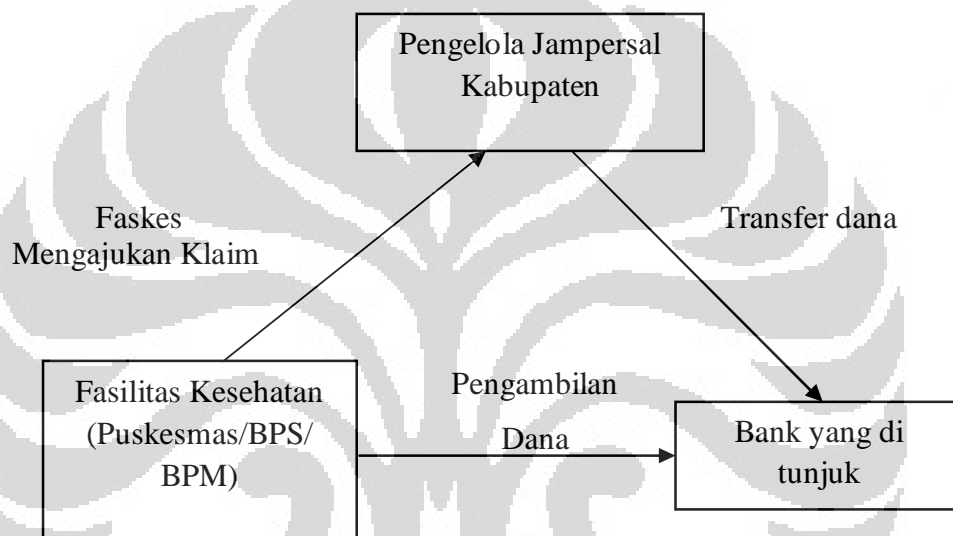 Pengelola Jampersal
Kabupaten
Faskes
Mengajukan Klaim
Transfer dana
Fasilitas Kesehatan
(Puskesmas/BPS/
BPM)
Pengambilan
Dana
Bank yang di
tunjuk